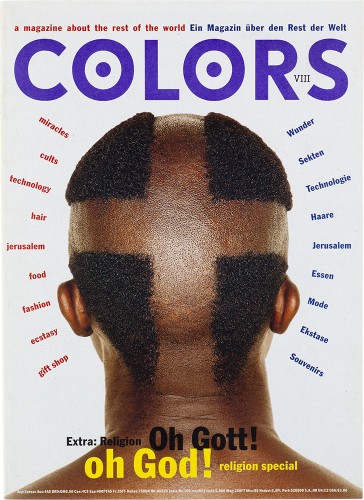 a magazine about the rest of the world Ein Magazin über den Rest der Welt
COLORS
VIII
miracles
cults
technology
hair
jerusalem
food
fashion
ecstasy
gift shop
Wunder
Sekten
Technologie
Haare
Jerusalem
Essen
Mode
Ekstase
Souvenirs
Extra: Religion Oh Gott!
oh God! religion special